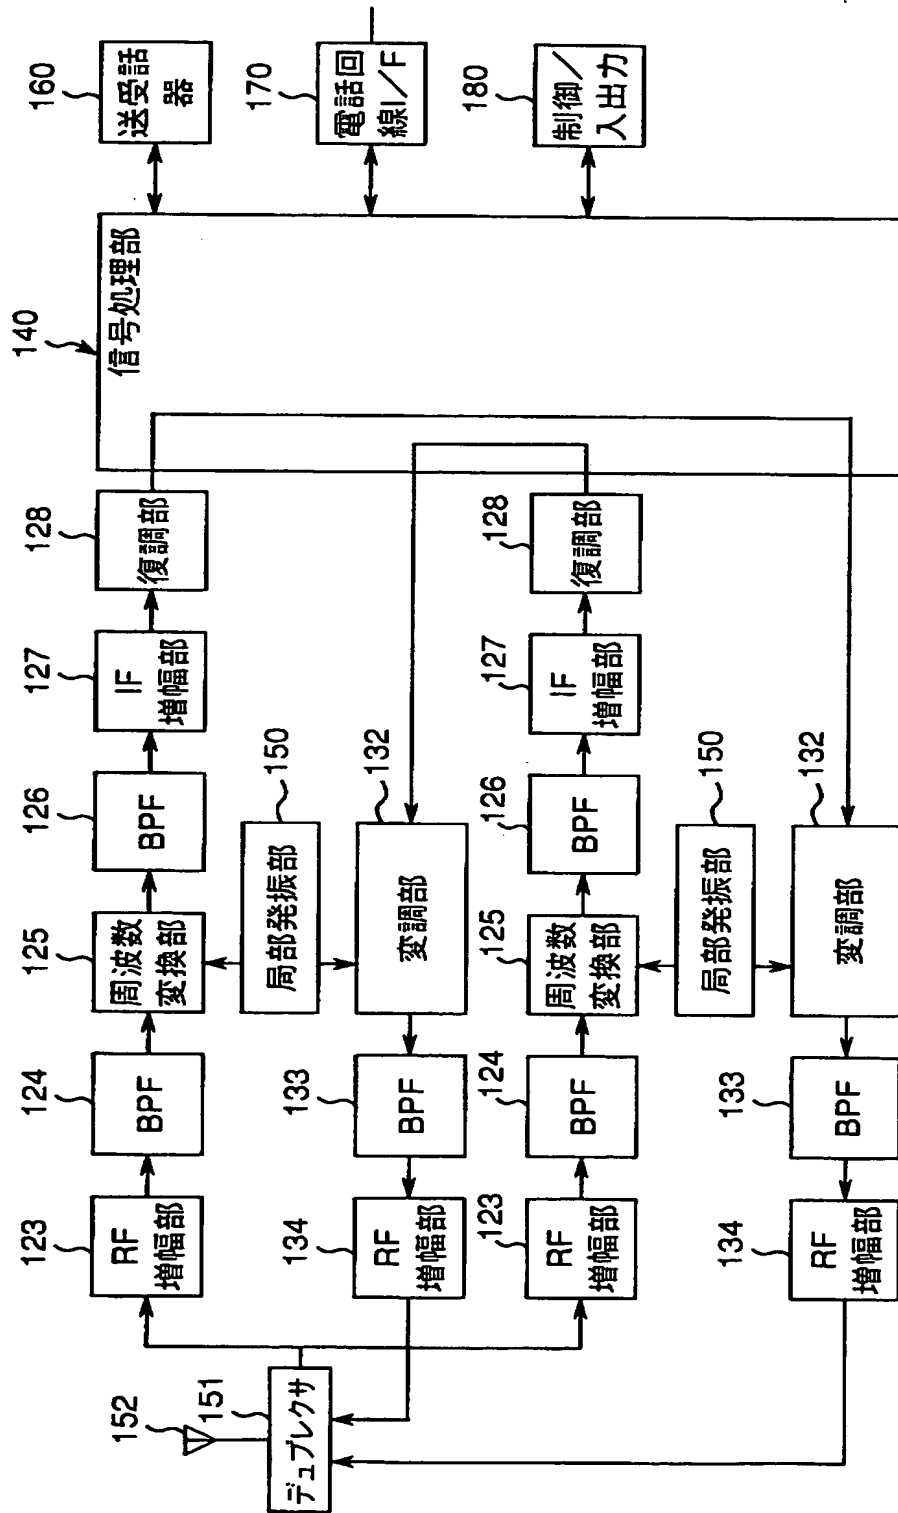 152
151
デュプレクサ
123
RF
増幅部
124
BPF
125
周波数
変換部
126
BPF
127
IF
増幅部
128
復調部
140
信号処理部
160
送受話
器
170
電話回
線I/F
180
制御/
入出力
150
局部発振部
134
RF
増幅部
133
BPF
132
変調部
123
RF
増幅部
124
BPF
125
周波数
変換部
126
BPF
127
IF
増幅部
128
復調部
150
局部発振部
134
RF
増幅部
133
BPF
132
変調部